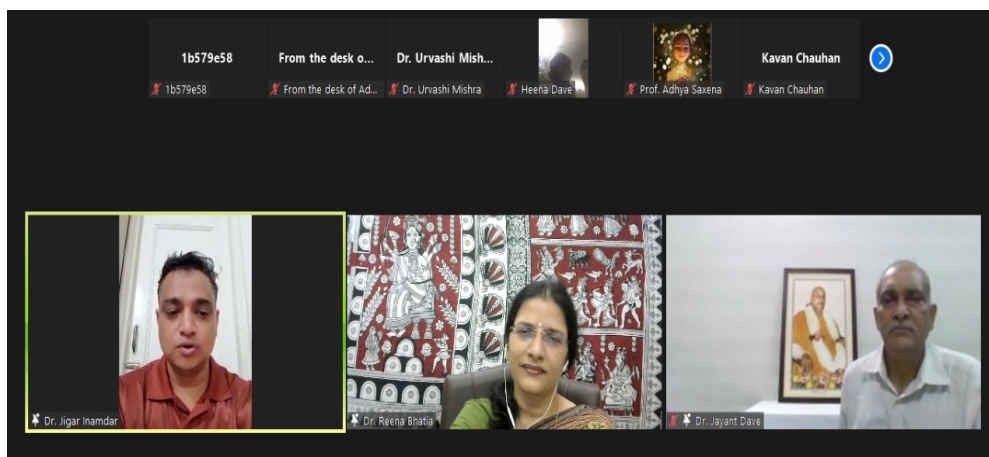 1b579e58
From the desk o...
Dr. Urvashi Mish...
Kavan Chauhan
1b579e58
From the desk of Ad...
Dr. Urvashi Mishra
Heena Dave
Prof. Adhya Saxena
Kavan Chauhan
Dr. Jigar Inamdar
Dr. Reena Bhatia
Dr. Jayant Dave